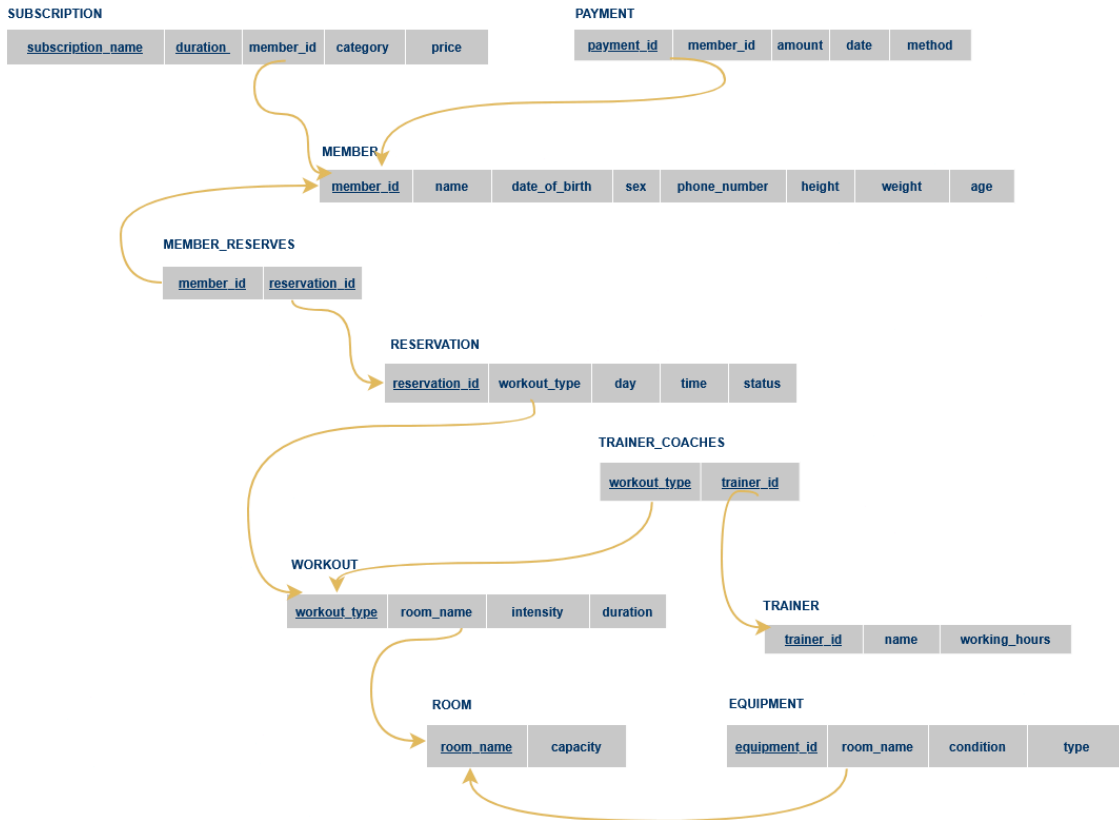 SUBSCRIPTION
subscription_name duration member_id category price
PAYMENT
payment_id member_id amount date method
MEMBER
member_id name date_of_birth sex phone_number height weight age
MEMBER_RESERVES
member_id reservation_id
RESERVATION
reservation_id workout_type day time status
TRAINER_COACHES
workout_type trainer_id
WORKOUT
workout_type room_name intensity duration
TRAINER
trainer_id name working_hours
ROOM
room_name capacity
EQUIPMENT
equipment_id room_name condition type